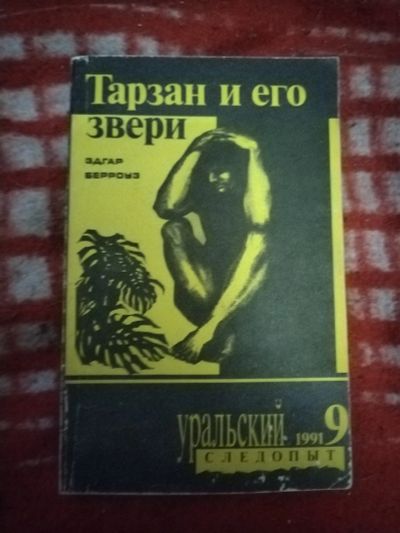 Тарзан и его
звери
ЭДГАР
БЕРРОУЗ
уральский 1991 9
СЛЕДОПЫТ